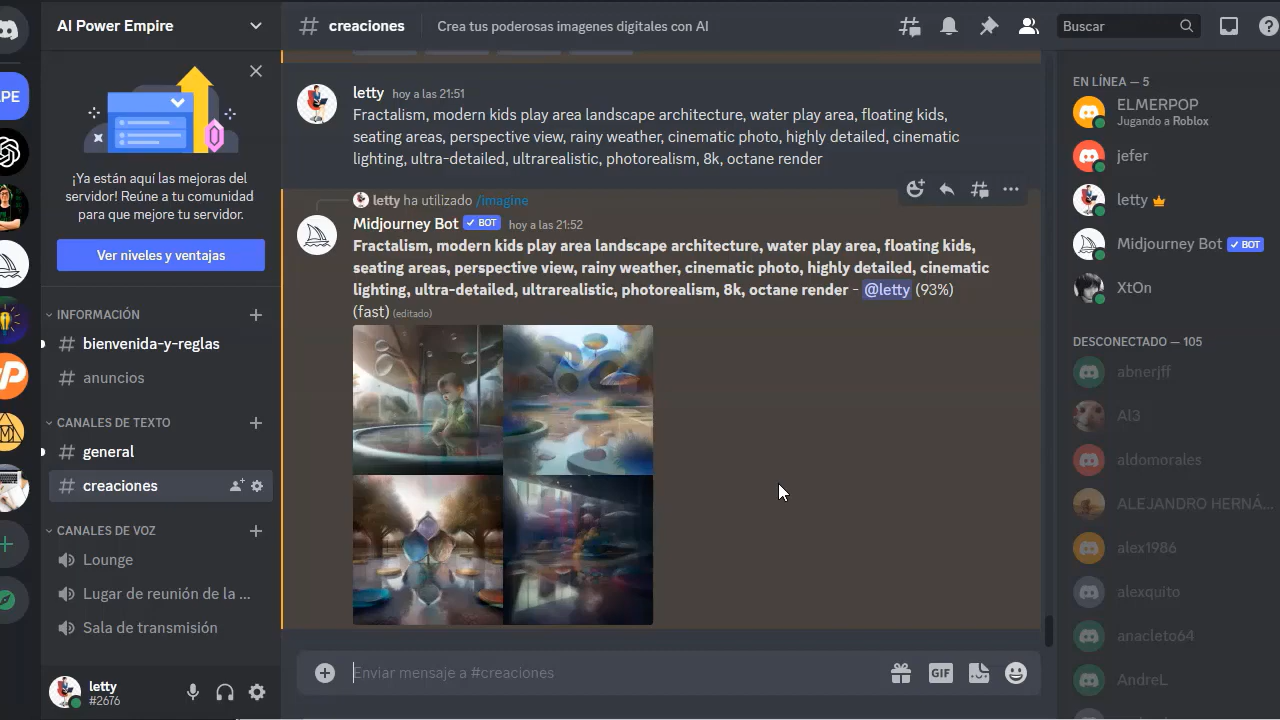 AI Power Empire
¡Ya están aquí las mejoras del
servidor! Reúne a tu comunidad
para que mejore tu servidor.
Ver niveles y ventajas
INFORMACIÓN
bienvenida-y-reglas
anuncios
CANALES DE TEXTO
general
creaciones
CANALES DE VOZ
Lounge
Lugar de reunión de la ...
Sala de transmisión
letty
#2676
PE
creaciones
Crea tus poderosas imagenes digitales con AI
Buscar
letty hoy a las 21:51
Fractalism, modern kids play area landscape architecture, water play area, floating kids,
seating areas, perspective view, rainy weather, cinematic photo, highly detailed, cinematic
lighting, ultra-detailed, ultrarealistic, photorealism, 8k, octane render
letty ha utilizado /imagine
Midjourney Bot ✓ BOT hoy a las 21:52
Fractalism, modern kids play area landscape architecture, water play area, floating kids,
seating areas, perspective view, rainy weather, cinematic photo, highly detailed, cinematic
lighting, ultra-detailed, ultrarealistic, photorealism, 8k, octane render - @letty (93%)
(fast) (editado)
Enviar mensaje a #creaciones
GIF
EN LÍNEA — 5
ELMERPOP
Jugando a Roblox
jefer
letty
Midjourney Bot ✓ BOT
XtOn
DESCONECTADO — 105
abnerjff
Al3
aldomorales
ALEJANDRO HERNÁ...
alex1986
alexquito
anacleto64
AndreL